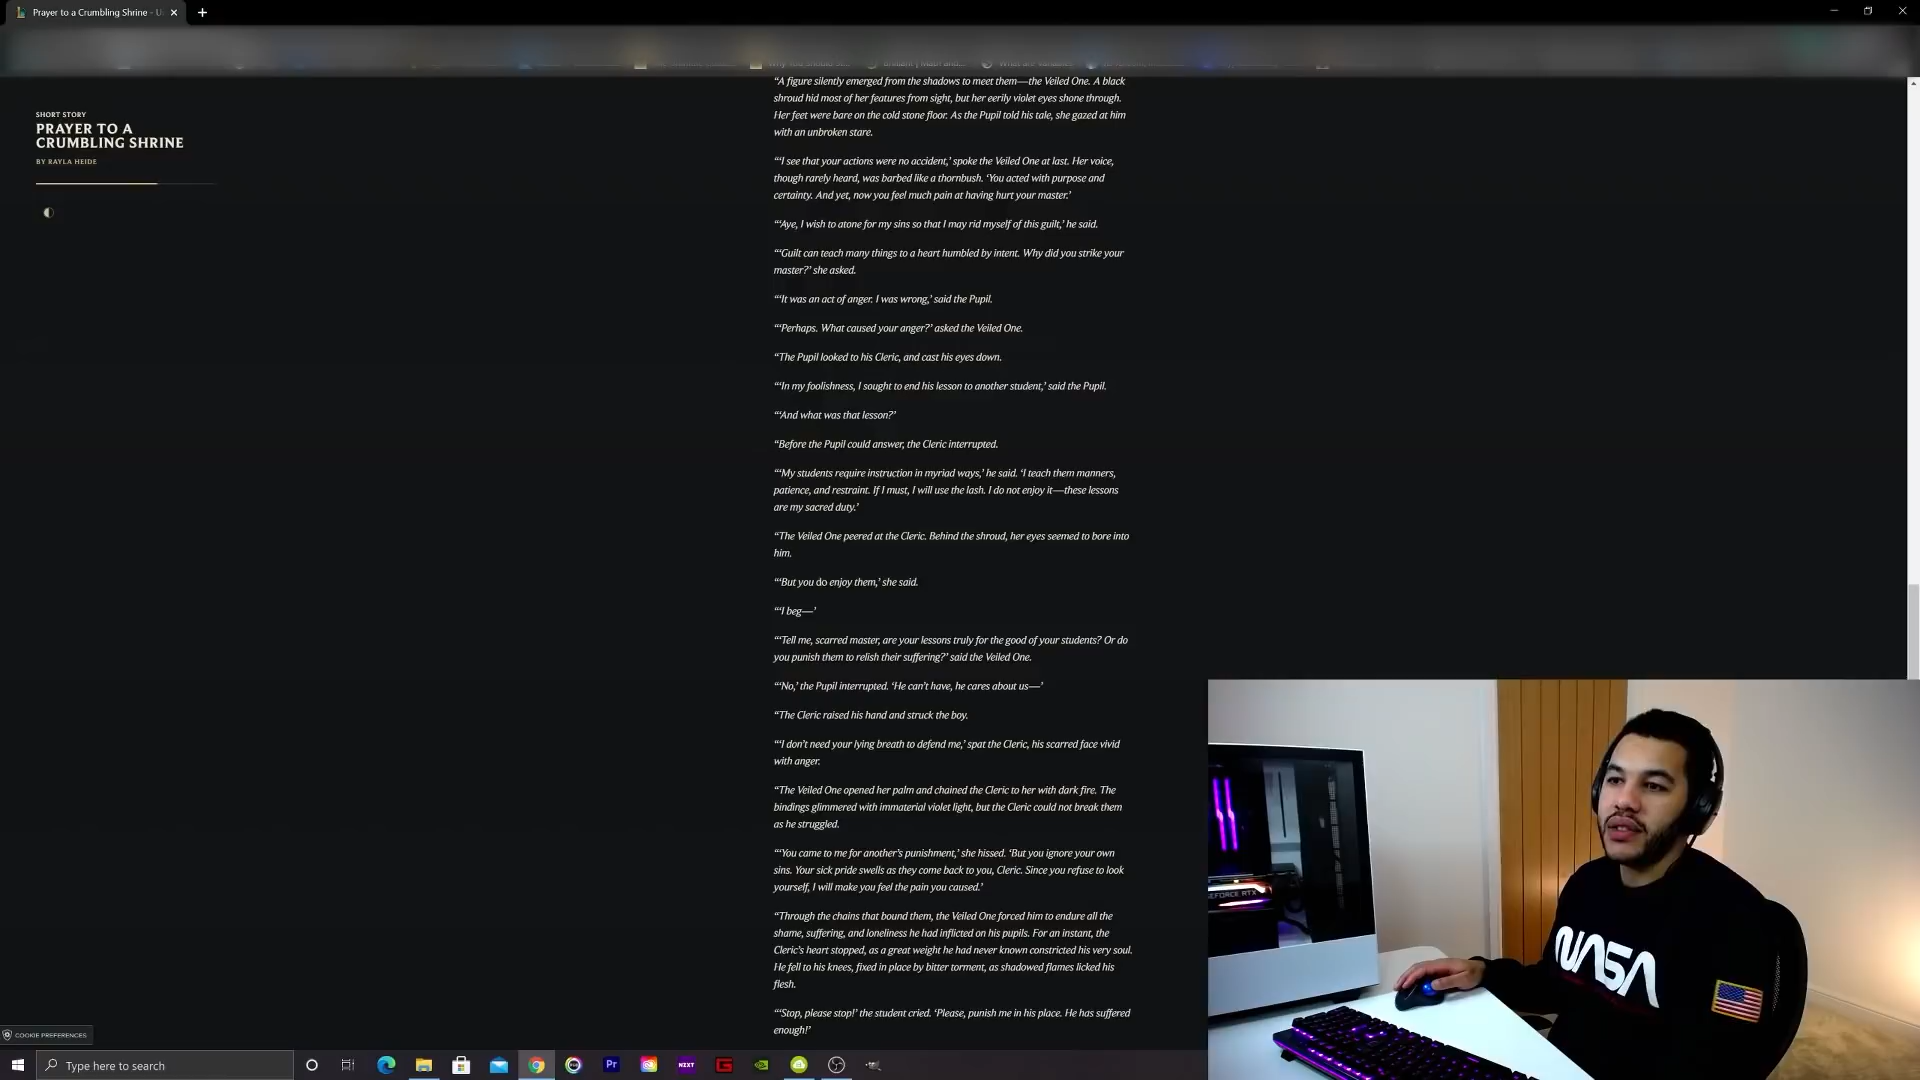 Prayer to a Crumbling Shrine - U
SHORT STORY
PRAYER TO A
CRUMBLING SHRINE
BY RAYLA HEIDE
“A figure silently emerged from the shadows to meet them—the Veiled One. A black
shroud hid most of her features from sight, but her eerily violet eyes shone through.
Her feet were bare on the cold stone floor. As the Pupil told his tale, she gazed at him
with an unbroken stare.
“‘I see that your actions were no accident,’ spoke the Veiled One at last. Her voice,
though rarely heard, was barbed like a thornbush. ‘You acted with purpose and
certainty. And yet, now you feel much pain at having hurt your master.’
“‘Aye, I wish to atone for my sins so that I may rid myself of this guilt,’ he said.
“‘Guilt can teach many things to a heart humbled by intent. Why did you strike your
master?’ she asked.
“‘It was an act of anger. I was wrong,’ said the Pupil.
“‘Perhaps. What caused your anger?’ asked the Veiled One.
“The Pupil looked to his Cleric, and cast his eyes down.
“‘In my foolishness, I sought to end his lesson to another student,’ said the Pupil.
“‘And what was that lesson?’
“Before the Pupil could answer, the Cleric interrupted.
“‘My students require instruction in myriad ways,’ he said. ‘I teach them manners,
patience, and restraint. If I must, I will use the lash. I do not enjoy it—these lessons
are my sacred duty.’
“The Veiled One peered at the Cleric. Behind the shroud, her eyes seemed to bore into
him.
“‘But you do enjoy them,’ she said.
“‘I beg—’
“‘Tell me, scarred master, are your lessons truly for the good of your students? Or do
you punish them to relish their suffering?’ said the Veiled One.
“‘No,’ the Pupil interrupted. ‘He can’t have, he cares about us—’
“The Cleric raised his hand and struck the boy.
“‘I don’t need your lying breath to defend me,’ spat the Cleric, his scarred face vivid
with anger.
“The Veiled One opened her palm and chained the Cleric to her with dark fire. The
bindings glimmered with immaterial violet light, but the Cleric could not break them
as he struggled.
“‘You came to me for another’s punishment,’ she hissed. ‘But you ignore your own
sins. Your sick pride swells as they come back to you, Cleric. Since you refuse to look
yourself, I will make you feel the pain you caused.’
“Through the chains that bound them, the Veiled One forced him to endure all the
shame, suffering, and loneliness he had inflicted on his pupils. For an instant, the
Cleric’s heart stopped, as a great weight he had never known constricted his very soul.
He fell to his knees, fixed in place by bitter torment, as shadowed flames licked his
flesh.
“‘Stop, please stop!’ the student cried. ‘Please, punish me in his place. He has suffered
enough!’
GEFORCE RTX
NASA
COOKIE PREFERENCES
Type here to search
Pr
NZXT